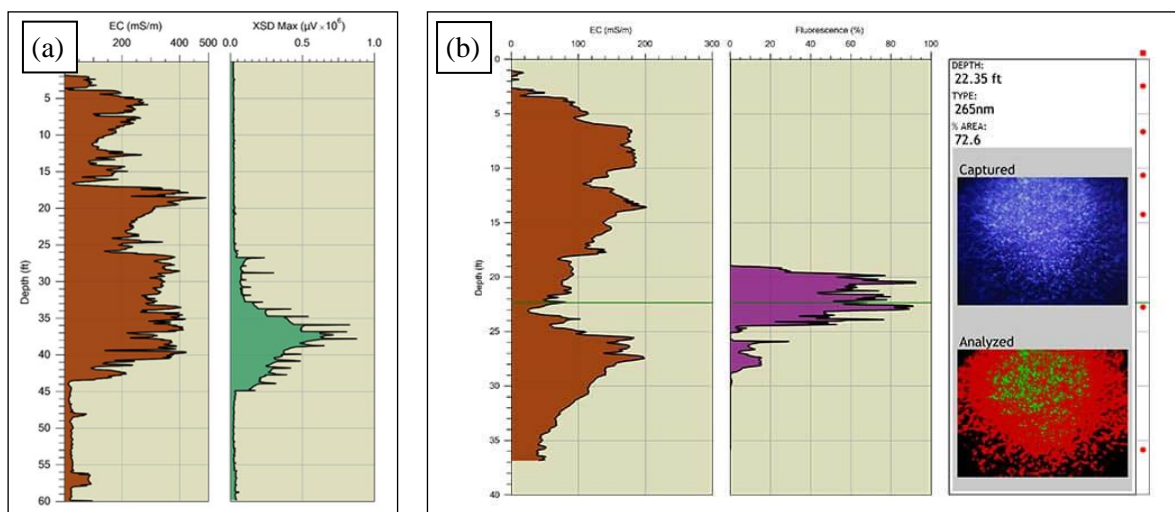 (a)
EC (mS/m)
200 400 500
XSD Max (µV × 10⁶)
0.0 0.5 1.0
Depth (ft)
5
10
15
20
25
30
35
40
45
50
55
60
(b)
EC (mS/m)
0 100 200 300
Fluorescence (%)
0 20 40 60 80 100
Depth (ft)
0
5
10
15
20
25
30
35
40
DEPTH:
22.35 ft
TYPE:
265nm
% AREA:
72.6
Captured
Analyzed